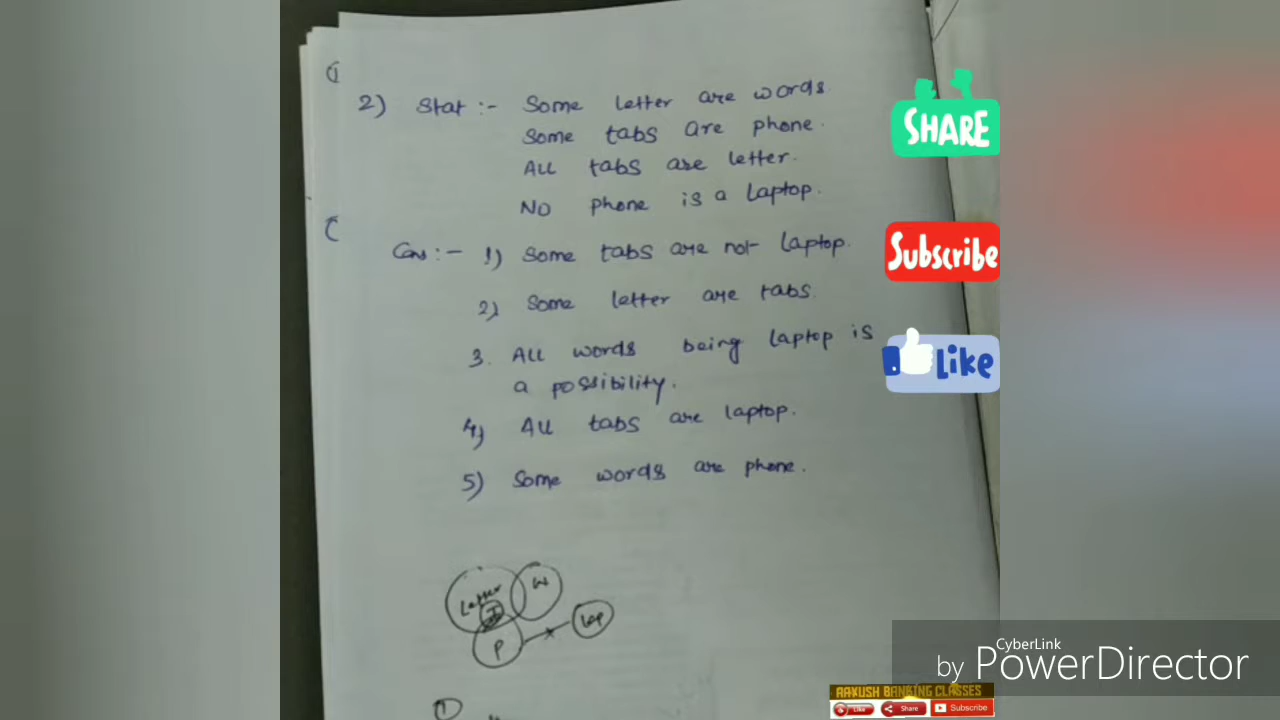 2) Stat :- Some letter are words
Some tabs are phone.
All tabs are letter.
No phone is a Laptop.
Con :- 1) Some tabs are not laptop.
2) Some letter are tabs.
3. All words being laptop is
a possibility.
4) All tabs are laptop.
5) Some words are phone.
Letter
W
T
P
Lap
1
SHARE
Subscribe
Like
CyberLink
by PowerDirector
AAKUSH BANKING CLASSES
Like
Share
Subscribe